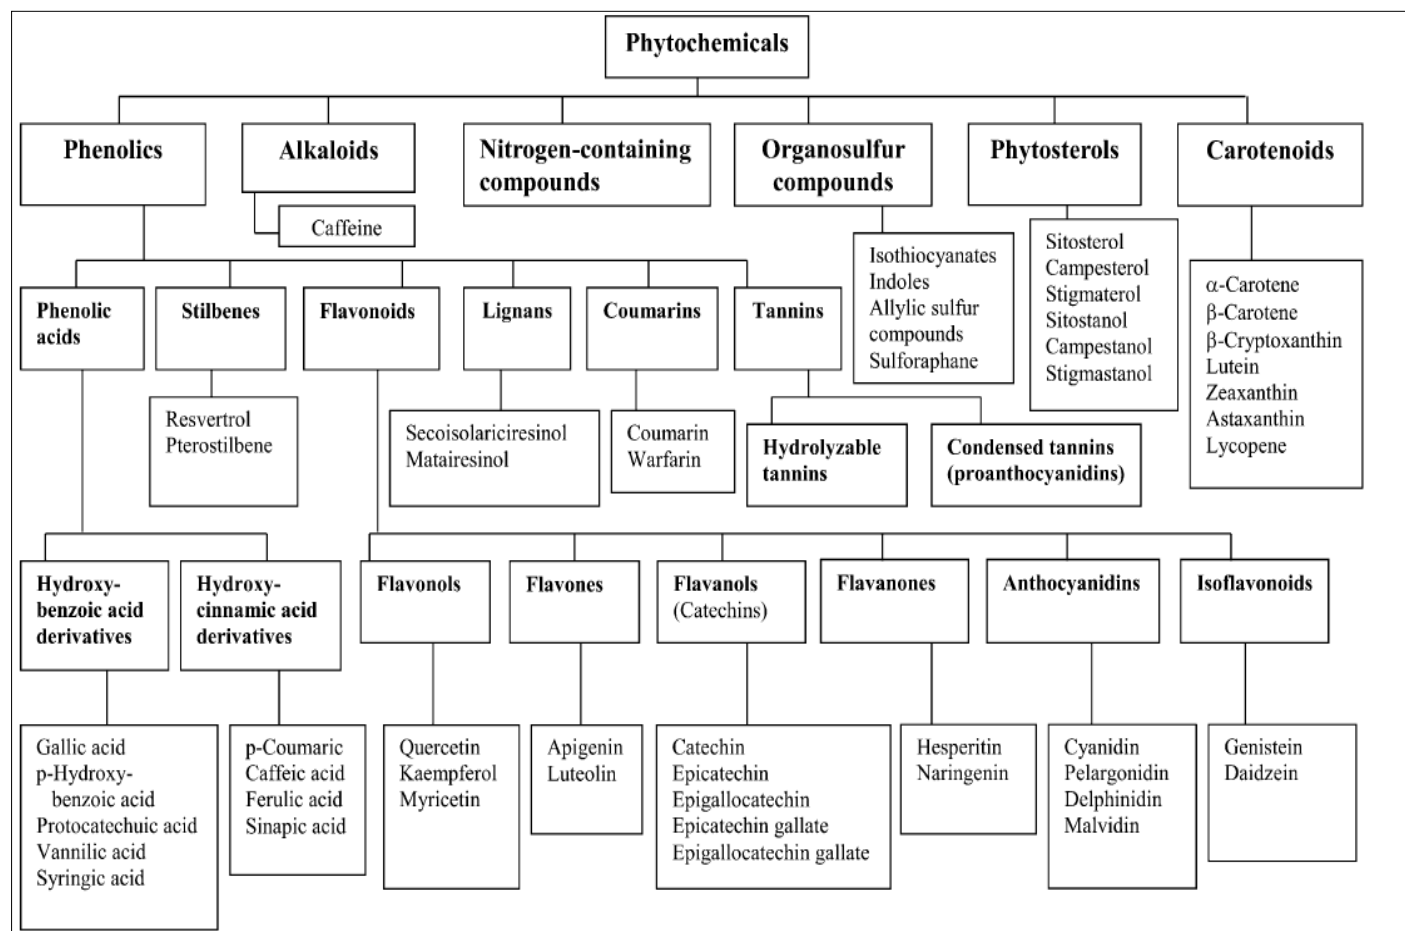 Phytochemicals
Phenolics
Alkaloids
Nitrogen-containing
compounds
Organosulfur
compounds
Phytosterols
Carotenoids
Caffeine
Isothiocyanates
Indoles
Allylic sulfur
compounds
Sulforaphane
Sitosterol
Campesterol
Stigmaterol
Sitostanol
Campestanol
Stigmastanol
α-Carotene
β-Carotene
β-Cryptoxanthin
Lutein
Zeaxanthin
Astaxanthin
Lycopene
Phenolic
acids
Stilbenes
Flavonoids
Lignans
Coumarins
Tannins
Resvertrol
Pterostilbene
Secoisolariciresinol
Matairesinol
Coumarin
Warfarin
Hydrolyzable
tannins
Condensed tannins
(proanthocyanidins)
Hydroxy-
benzoic acid
derivatives
Hydroxy-
cinnamic acid
derivatives
Flavonols
Flavones
Flavanols
(Catechins)
Flavanones
Anthocyanidins
Isoflavonoids
Gallic acid
p-Hydroxy-
benzoic acid
Protocatechuic acid
Vannilic acid
Syringic acid
p-Coumaric
Caffeic acid
Ferulic acid
Sinapic acid
Quercetin
Kaempferol
Myricetin
Apigenin
Luteolin
Catechin
Epicatechin
Epigallocatechin
Epicatechin gallate
Epigallocatechin gallate
Hesperitin
Naringenin
Cyanidin
Pelargonidin
Delphinidin
Malvidin
Genistein
Daidzein